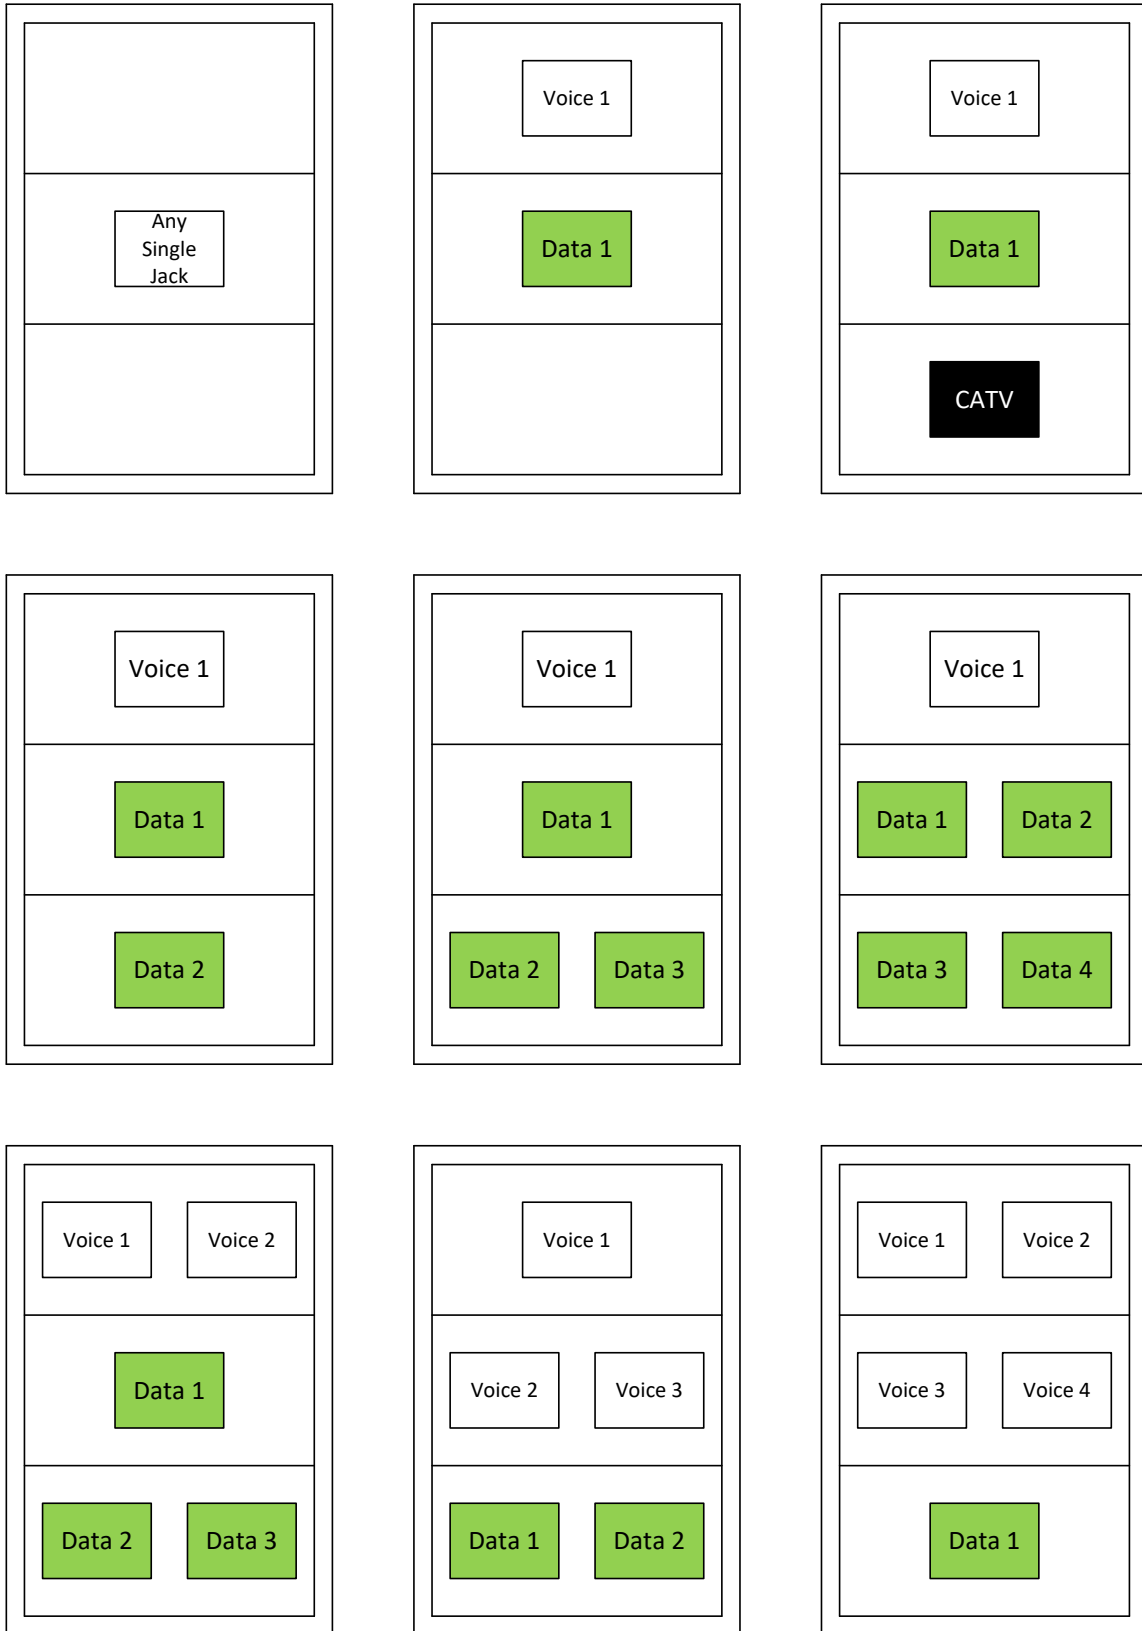 Any
Single
Jack
Voice 1
Data 1
Voice 1
Data 1
CATV
Voice 1
Data 1
Data 2
Voice 1
Data 1
Data 2 Data 3
Voice 1
Data 1 Data 2
Data 3 Data 4
Voice 1 Voice 2
Data 1
Data 2 Data 3
Voice 1
Voice 2 Voice 3
Data 1 Data 2
Voice 1 Voice 2
Voice 3 Voice 4
Data 1